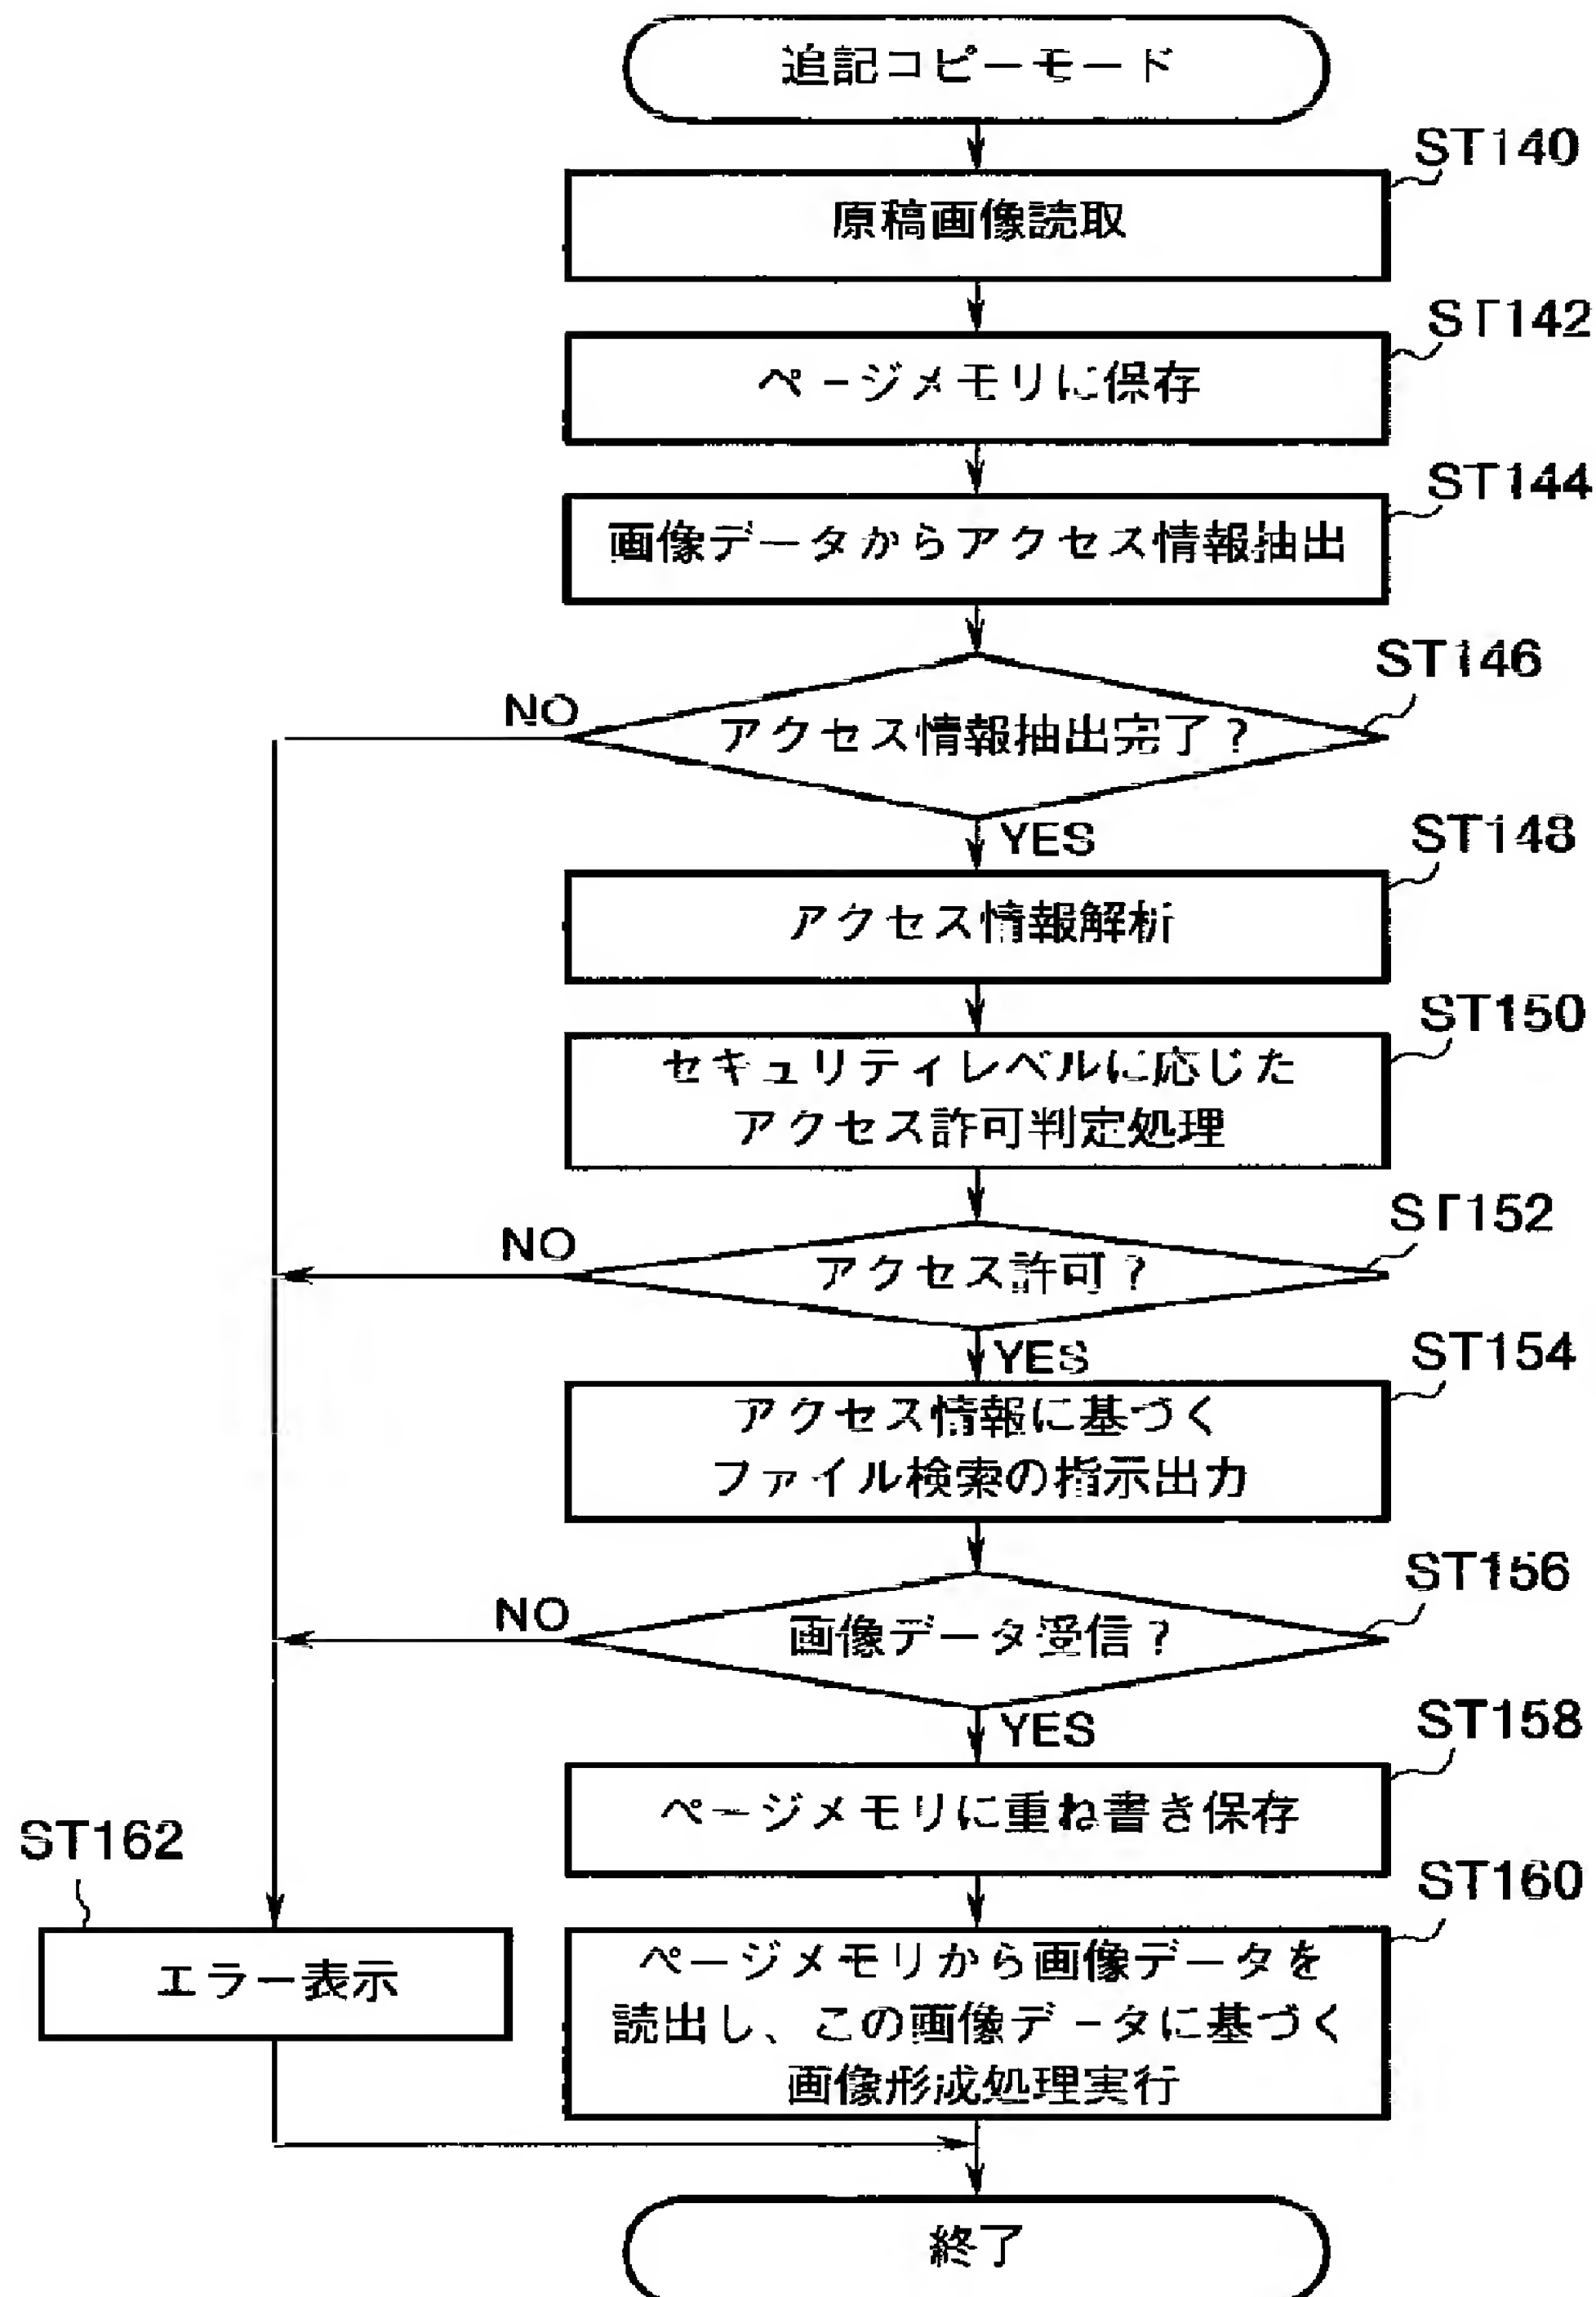 追記コピーモード
ST140
原稿画像読取
ST142
ページメモリに保存
ST144
画像データからアクセス情報抽出
ST146
NO
アクセス情報抽出完了?
YES
ST148
アクセス情報解析
ST150
セキュリティレベルに応じた
アクセス許可判定処理
ST152
NO
アクセス許可?
YES
ST154
アクセス情報に基づく
ファイル検索の指示出力
ST156
NO
画像データ受信?
YES
ST158
ページメモリに重ね書き保存
ST162
エラー表示
ST160
ページメモリから画像データを
読出し、この画像データに基づく
画像形成処理実行
終了